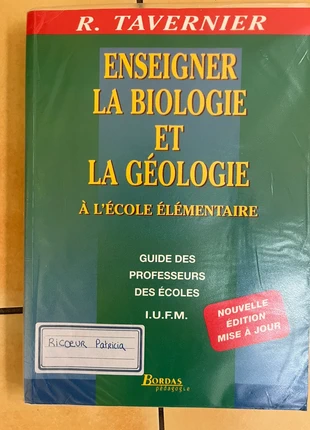 R. TAVERNIER
ENSEIGNER
LA BIOLOGIE
ET
LA GÉOLOGIE
À L'ÉCOLE ÉLÉMENTAIRE
GUIDE DES
PROFESSEURS
DES ÉCOLES
I.U.F.M.
NOUVELLE
ÉDITION
MISE À JOUR
RICOEUR Patricia
BORDAS
pédagogie